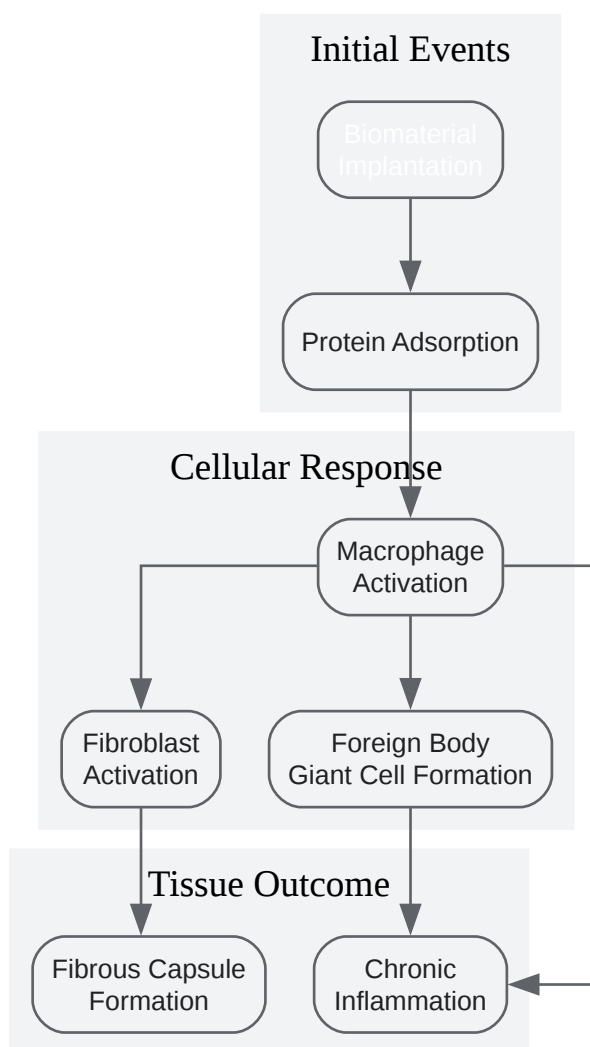 Initial Events
Biomaterial
Implantation
Protein Adsorption
Cellular Response
Macrophage
Activation
Fibroblast
Activation
Foreign Body
Giant Cell Formation
Tissue Outcome
Fibrous Capsule
Formation
Chronic
Inflammation